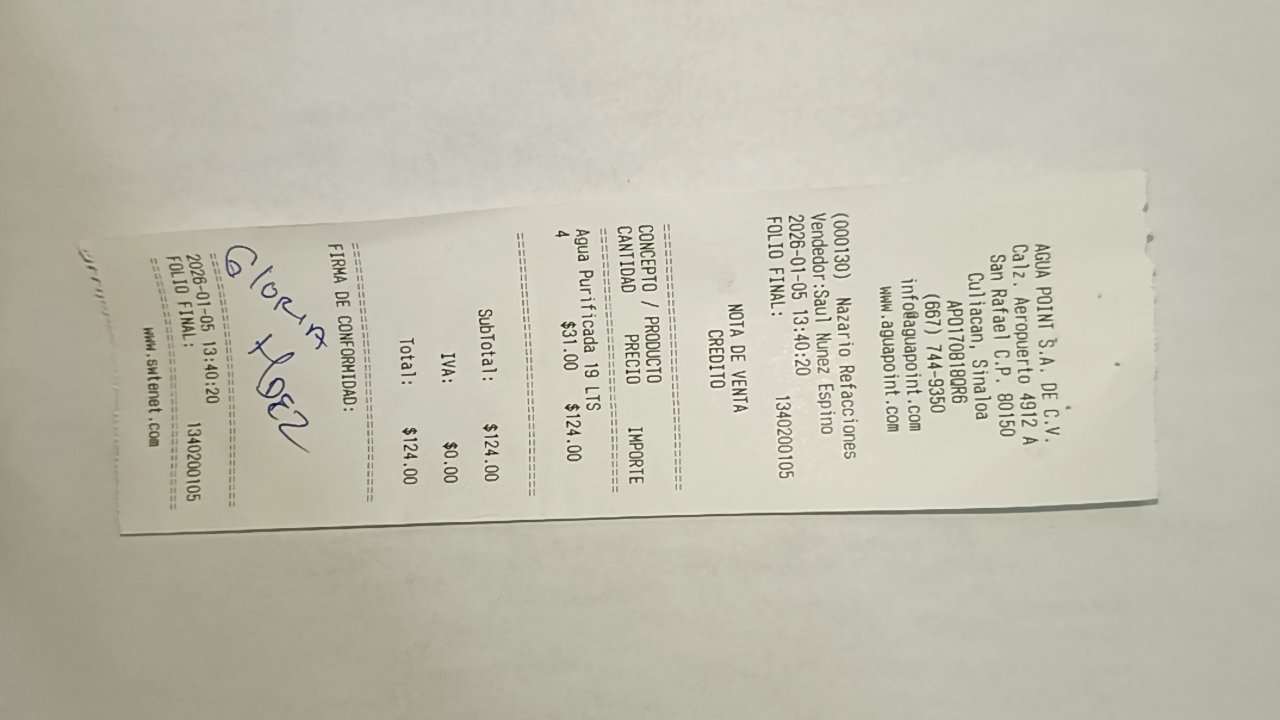 AGUA POINT S.A. DE C.V.
Calz. Aeropuerto 4912 A
San Rafael C.P. 80150
Culiacan, Sinaloa
APO170818QR6
(667) 744-9350
info@aguapoint.com
www.aguapoint.com
(000130) Nazario Refacciones
Vendedor:Saul Nunez Espino
2026-01-05 13:40:20
FOLIO FINAL: 1340200105
NOTA DE VENTA
CREDITO
==============================
CONCEPTO / PRODUCTO
CANTIDAD PRECIO IMPORTE
==============================
Agua Purificada 19 LTS
4 $31.00 $124.00
==============================
SubTotal: $124.00
IVA: $0.00
Total: $124.00
==============================
FIRMA DE CONFORMIDAD:
Gloria
==============================
2026-01-05 13:40:20
FOLIO FINAL: 1340200105
==============================
www.swtenet.com